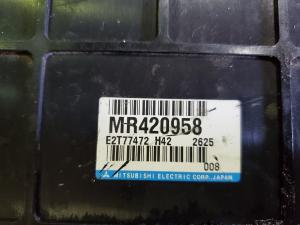 MR420958
E2T77472 H42 2625
008
MITSUBISHI ELECTRIC CORP. JAPAN